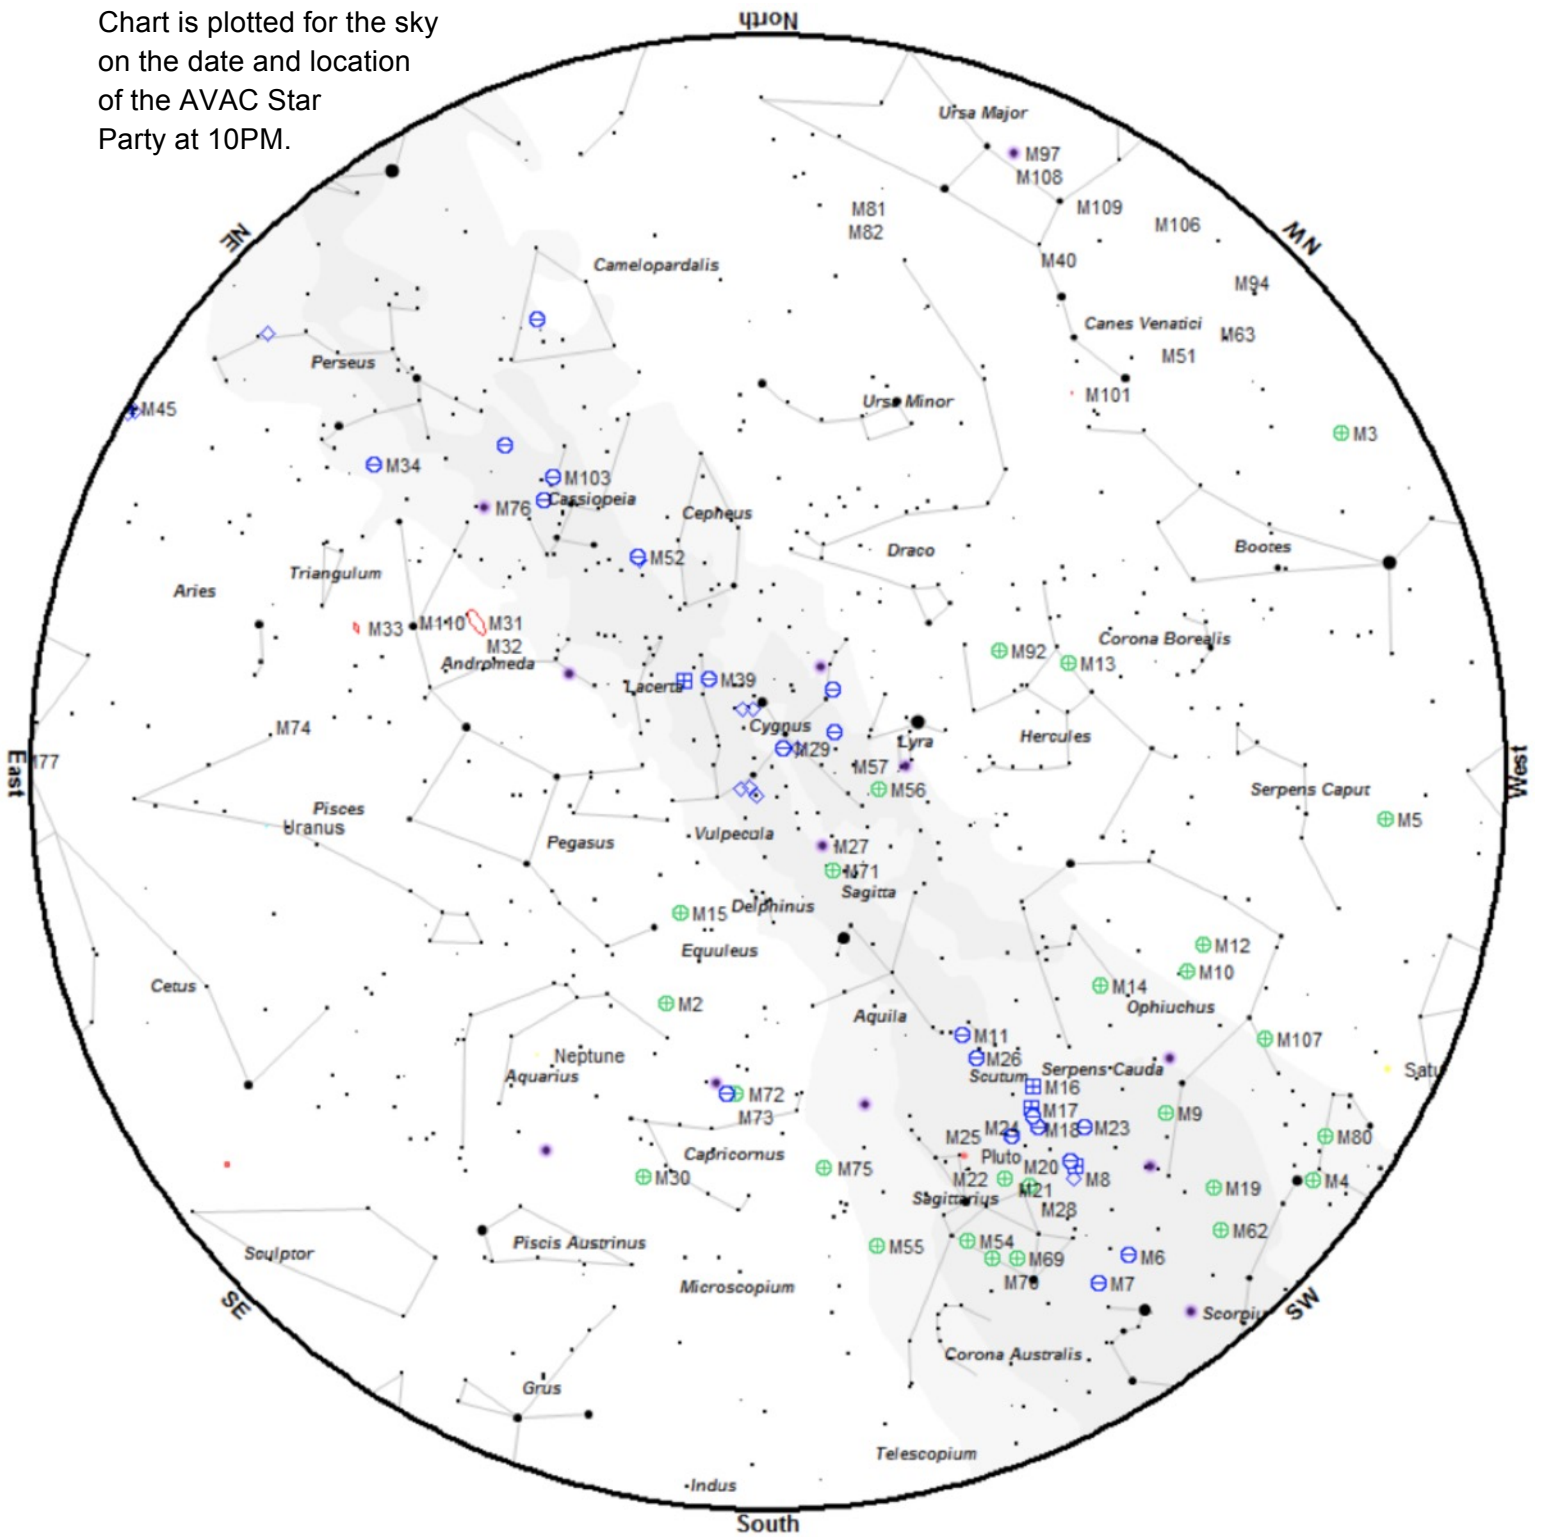 Chart is plotted for the sky
on the date and location
of the AVAC Star
Party at 10PM.
North
Ursa Major
M97
M108
M109
M81
M82
M106
NE
NW
M40
Camelopardalis
M94
Canes Venatici
M63
M51
Perseus
M101
Ursa Minor
M45
M3
M34
M103
Cassiopeia
M76
Cepheus
Bootes
Draco
M52
Triangulum
Aries
M110
M31
M33
M32
Corona Borealis
M92
M13
Andromeda
M39
Lacerta
Cygnus
M74
Hercules
Lyra
M29
M77
East
West
M57
M56
Serpens Caput
Pisces
M5
Uranus
Vulpecula
Pegasus
M27
M71
Sagitta
Delphinus
M15
M12
Equuleus
M10
Cetus
M14
M2
Ophiuchus
Aquila
M11
M107
Neptune
M26
Serpens Cauda
Satu
Aquarius
Scutum
M16
M72
M17
M9
M73
M24
M18
M23
M25
M80
Capricornus
Pluto
M20
M75
M30
M22
M8
M4
M21
M19
Sagittarius
M28
M62
Piscis Austrinus
M54
M55
Sculptor
M69
M6
Microscopium
M70
M7
SE
SW
Scorpiu
Corona Australis
Grus
Telescopium
Indus
South